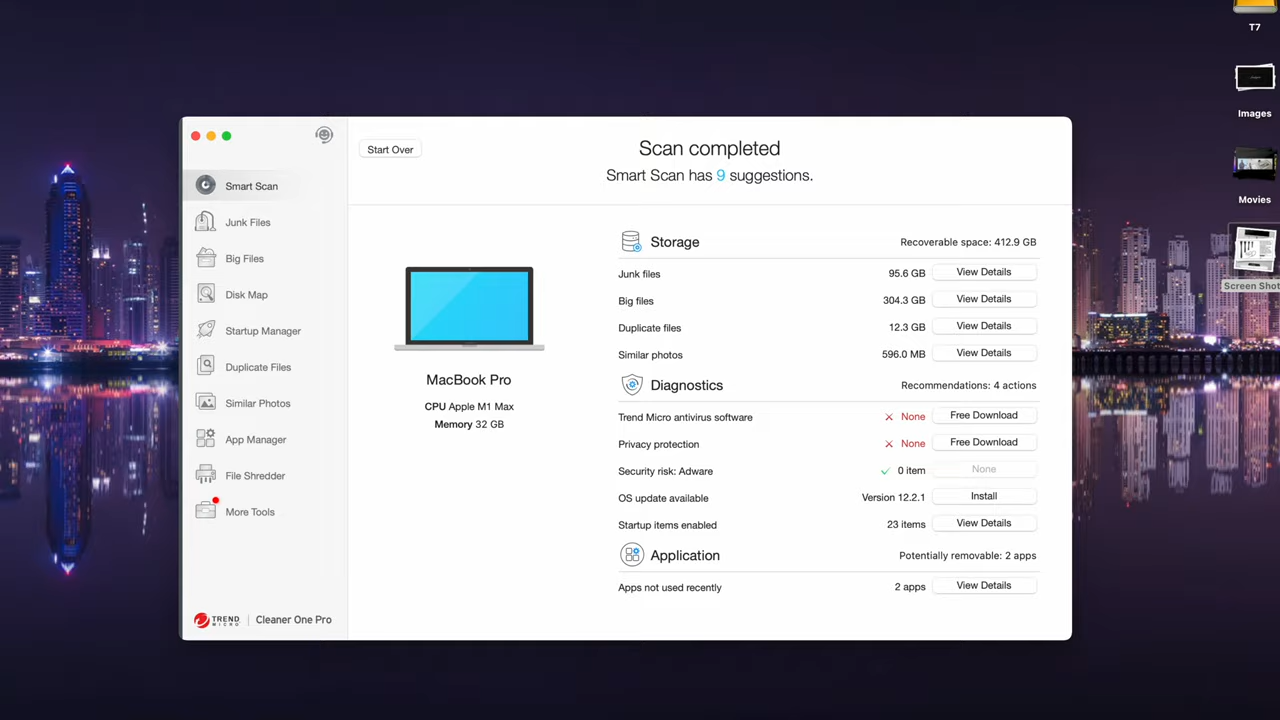 T7
Images
Movies
Screen Shot
Start Over
Scan completed
Smart Scan has 9 suggestions.
Smart Scan
Junk Files
Big Files
Disk Map
Startup Manager
Duplicate Files
Similar Photos
App Manager
File Shredder
More Tools
TREND MICRO | Cleaner One Pro
MacBook Pro
CPU Apple M1 Max
Memory 32 GB
Storage Recoverable space: 412.9 GB
Junk files 95.6 GB View Details
Big files 304.3 GB View Details
Duplicate files 12.3 GB View Details
Similar photos 596.0 MB View Details
Diagnostics Recommendations: 4 actions
Trend Micro antivirus software None Free Download
Privacy protection None Free Download
Security risk: Adware 0 item None
OS update available Version 12.2.1 Install
Startup items enabled 23 items View Details
Application Potentially removable: 2 apps
Apps not used recently 2 apps View Details